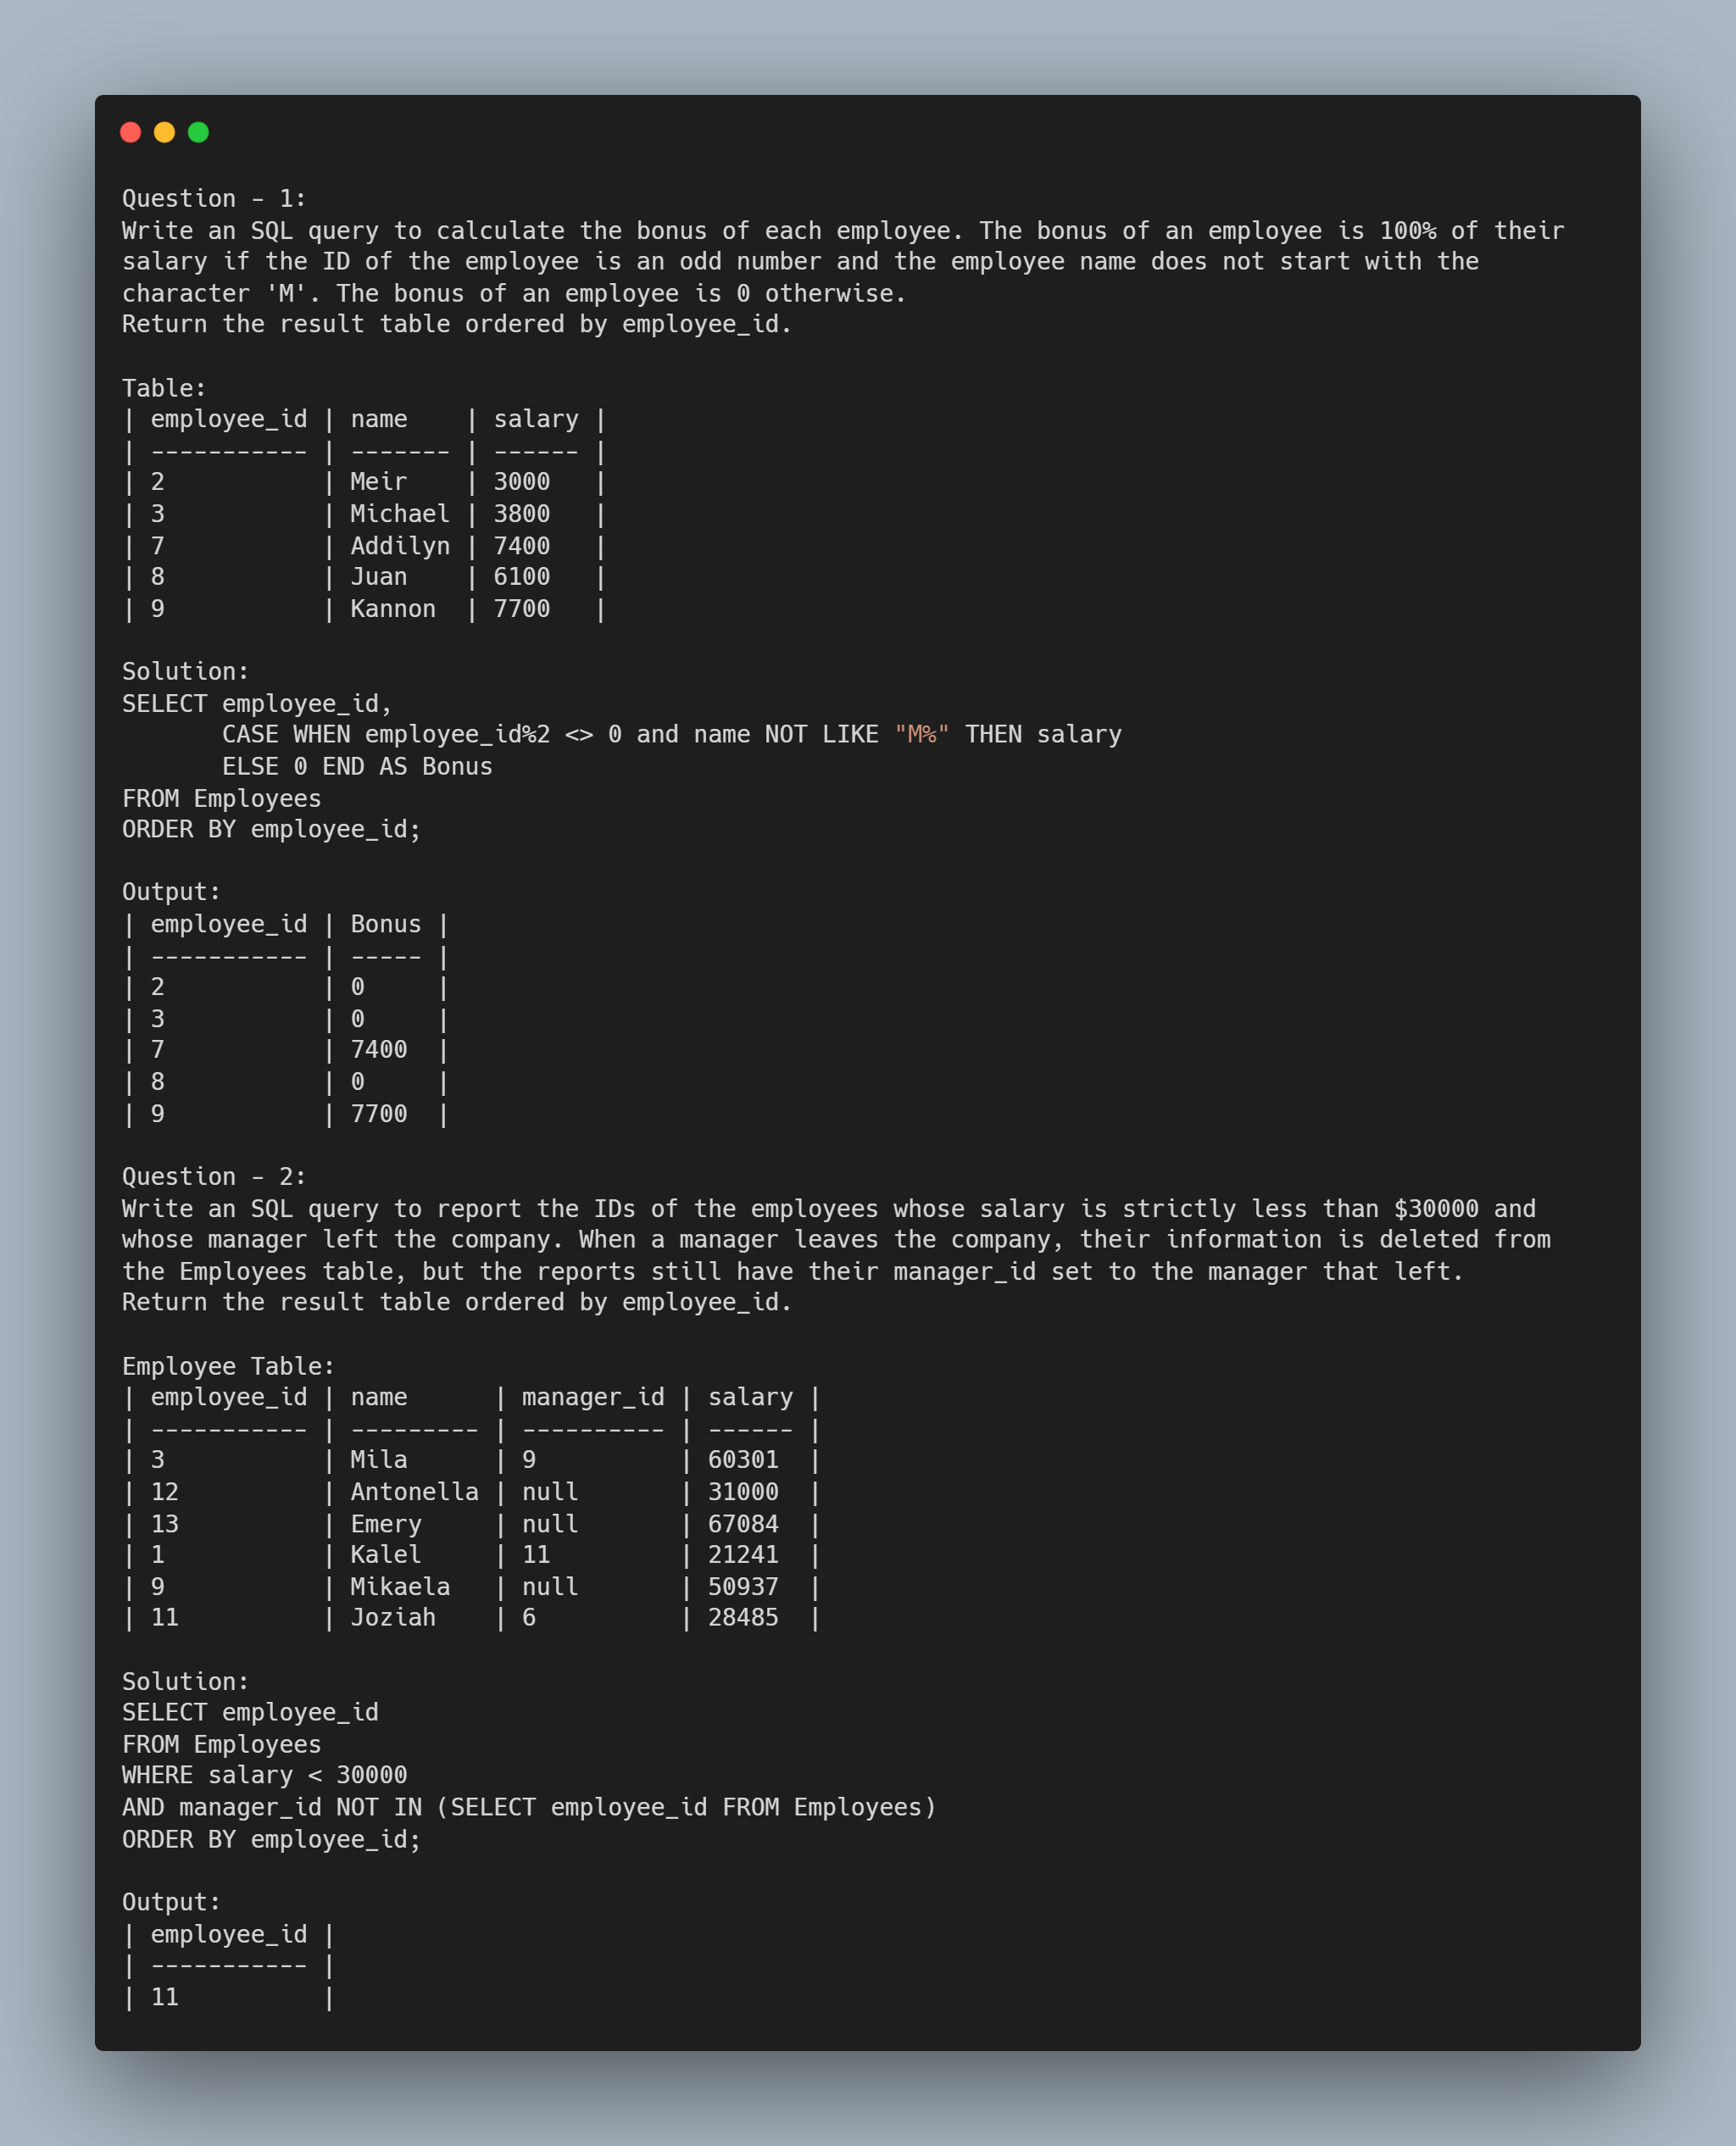 Question - 1:
Write an SQL query to calculate the bonus of each employee. The bonus of an employee is 100% of their
salary if the ID of the employee is an odd number and the employee name does not start with the
character 'M'. The bonus of an employee is 0 otherwise.
Return the result table ordered by employee_id.

Table:
| employee_id | name    | salary |
| ----------- | ------- | ------ |
| 2           | Meir    | 3000   |
| 3           | Michael | 3800   |
| 7           | Addilyn | 7400   |
| 8           | Juan    | 6100   |
| 9           | Kannon  | 7700   |

Solution:
SELECT employee_id,
       CASE WHEN employee_id%2 <> 0 and name NOT LIKE "M%" THEN salary
       ELSE 0 END AS Bonus
FROM Employees
ORDER BY employee_id;

Output:
| employee_id | Bonus |
| ----------- | ----- |
| 2           | 0     |
| 3           | 0     |
| 7           | 7400  |
| 8           | 0     |
| 9           | 7700  |

Question - 2:
Write an SQL query to report the IDs of the employees whose salary is strictly less than $30000 and
whose manager left the company. When a manager leaves the company, their information is deleted from
the Employees table, but the reports still have their manager_id set to the manager that left.
Return the result table ordered by employee_id.

Employee Table:
| employee_id | name      | manager_id | salary |
| ----------- | --------- | ---------- | ------ |
| 3           | Mila      | 9          | 60301  |
| 12          | Antonella | null       | 31000  |
| 13          | Emery     | null       | 67084  |
| 1           | Kalel     | 11         | 21241  |
| 9           | Mikaela   | null       | 50937  |
| 11          | Joziah    | 6          | 28485  |

Solution:
SELECT employee_id
FROM Employees
WHERE salary < 30000
AND manager_id NOT IN (SELECT employee_id FROM Employees)
ORDER BY employee_id;

Output:
| employee_id |
| ----------- |
| 11          |